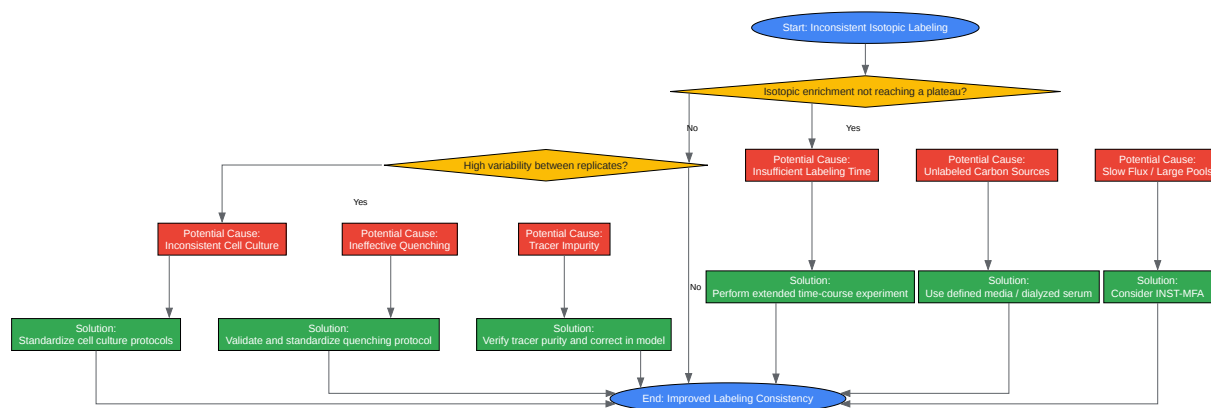 Start: Inconsistent Isotopic Labeling
Isotopic enrichment not reaching a plateau?
No
Yes
High variability between replicates?
Potential Cause:
Insufficient Labeling Time
Potential Cause:
Unlabeled Carbon Sources
Potential Cause:
Slow Flux / Large Pools
Yes
Potential Cause:
Inconsistent Cell Culture
Potential Cause:
Ineffective Quenching
Potential Cause:
Tracer Impurity
No
Solution:
Perform extended time-course experiment
Solution:
Use defined media / dialyzed serum
Solution:
Consider INST-MFA
Solution:
Standardize cell culture protocols
Solution:
Validate and standardize quenching protocol
Solution:
Verify tracer purity and correct in model
End: Improved Labeling Consistency